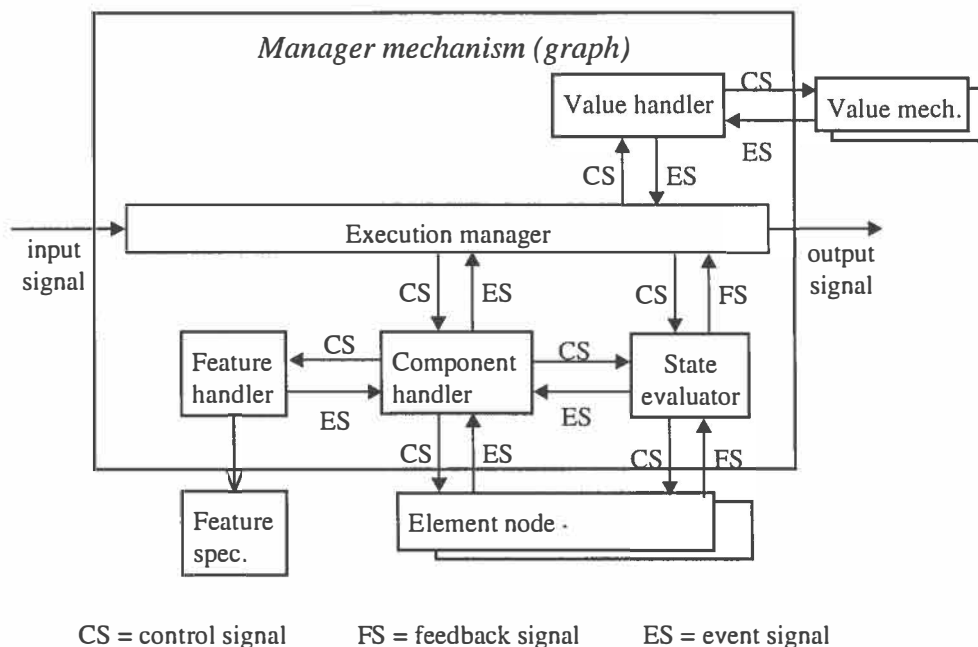 Manager mechanism (graph)
Value handler
CS
Value mech.
ES
CS
ES
input
signal
Execution manager
output
signal
CS
ES
CS
FS
Feature
handler
CS
ES
Component
handler
CS
ES
State
evaluator
CS
ES
CS
FS
Feature
spec.
Element node
CS = control signal FS = feedback signal ES = event signal